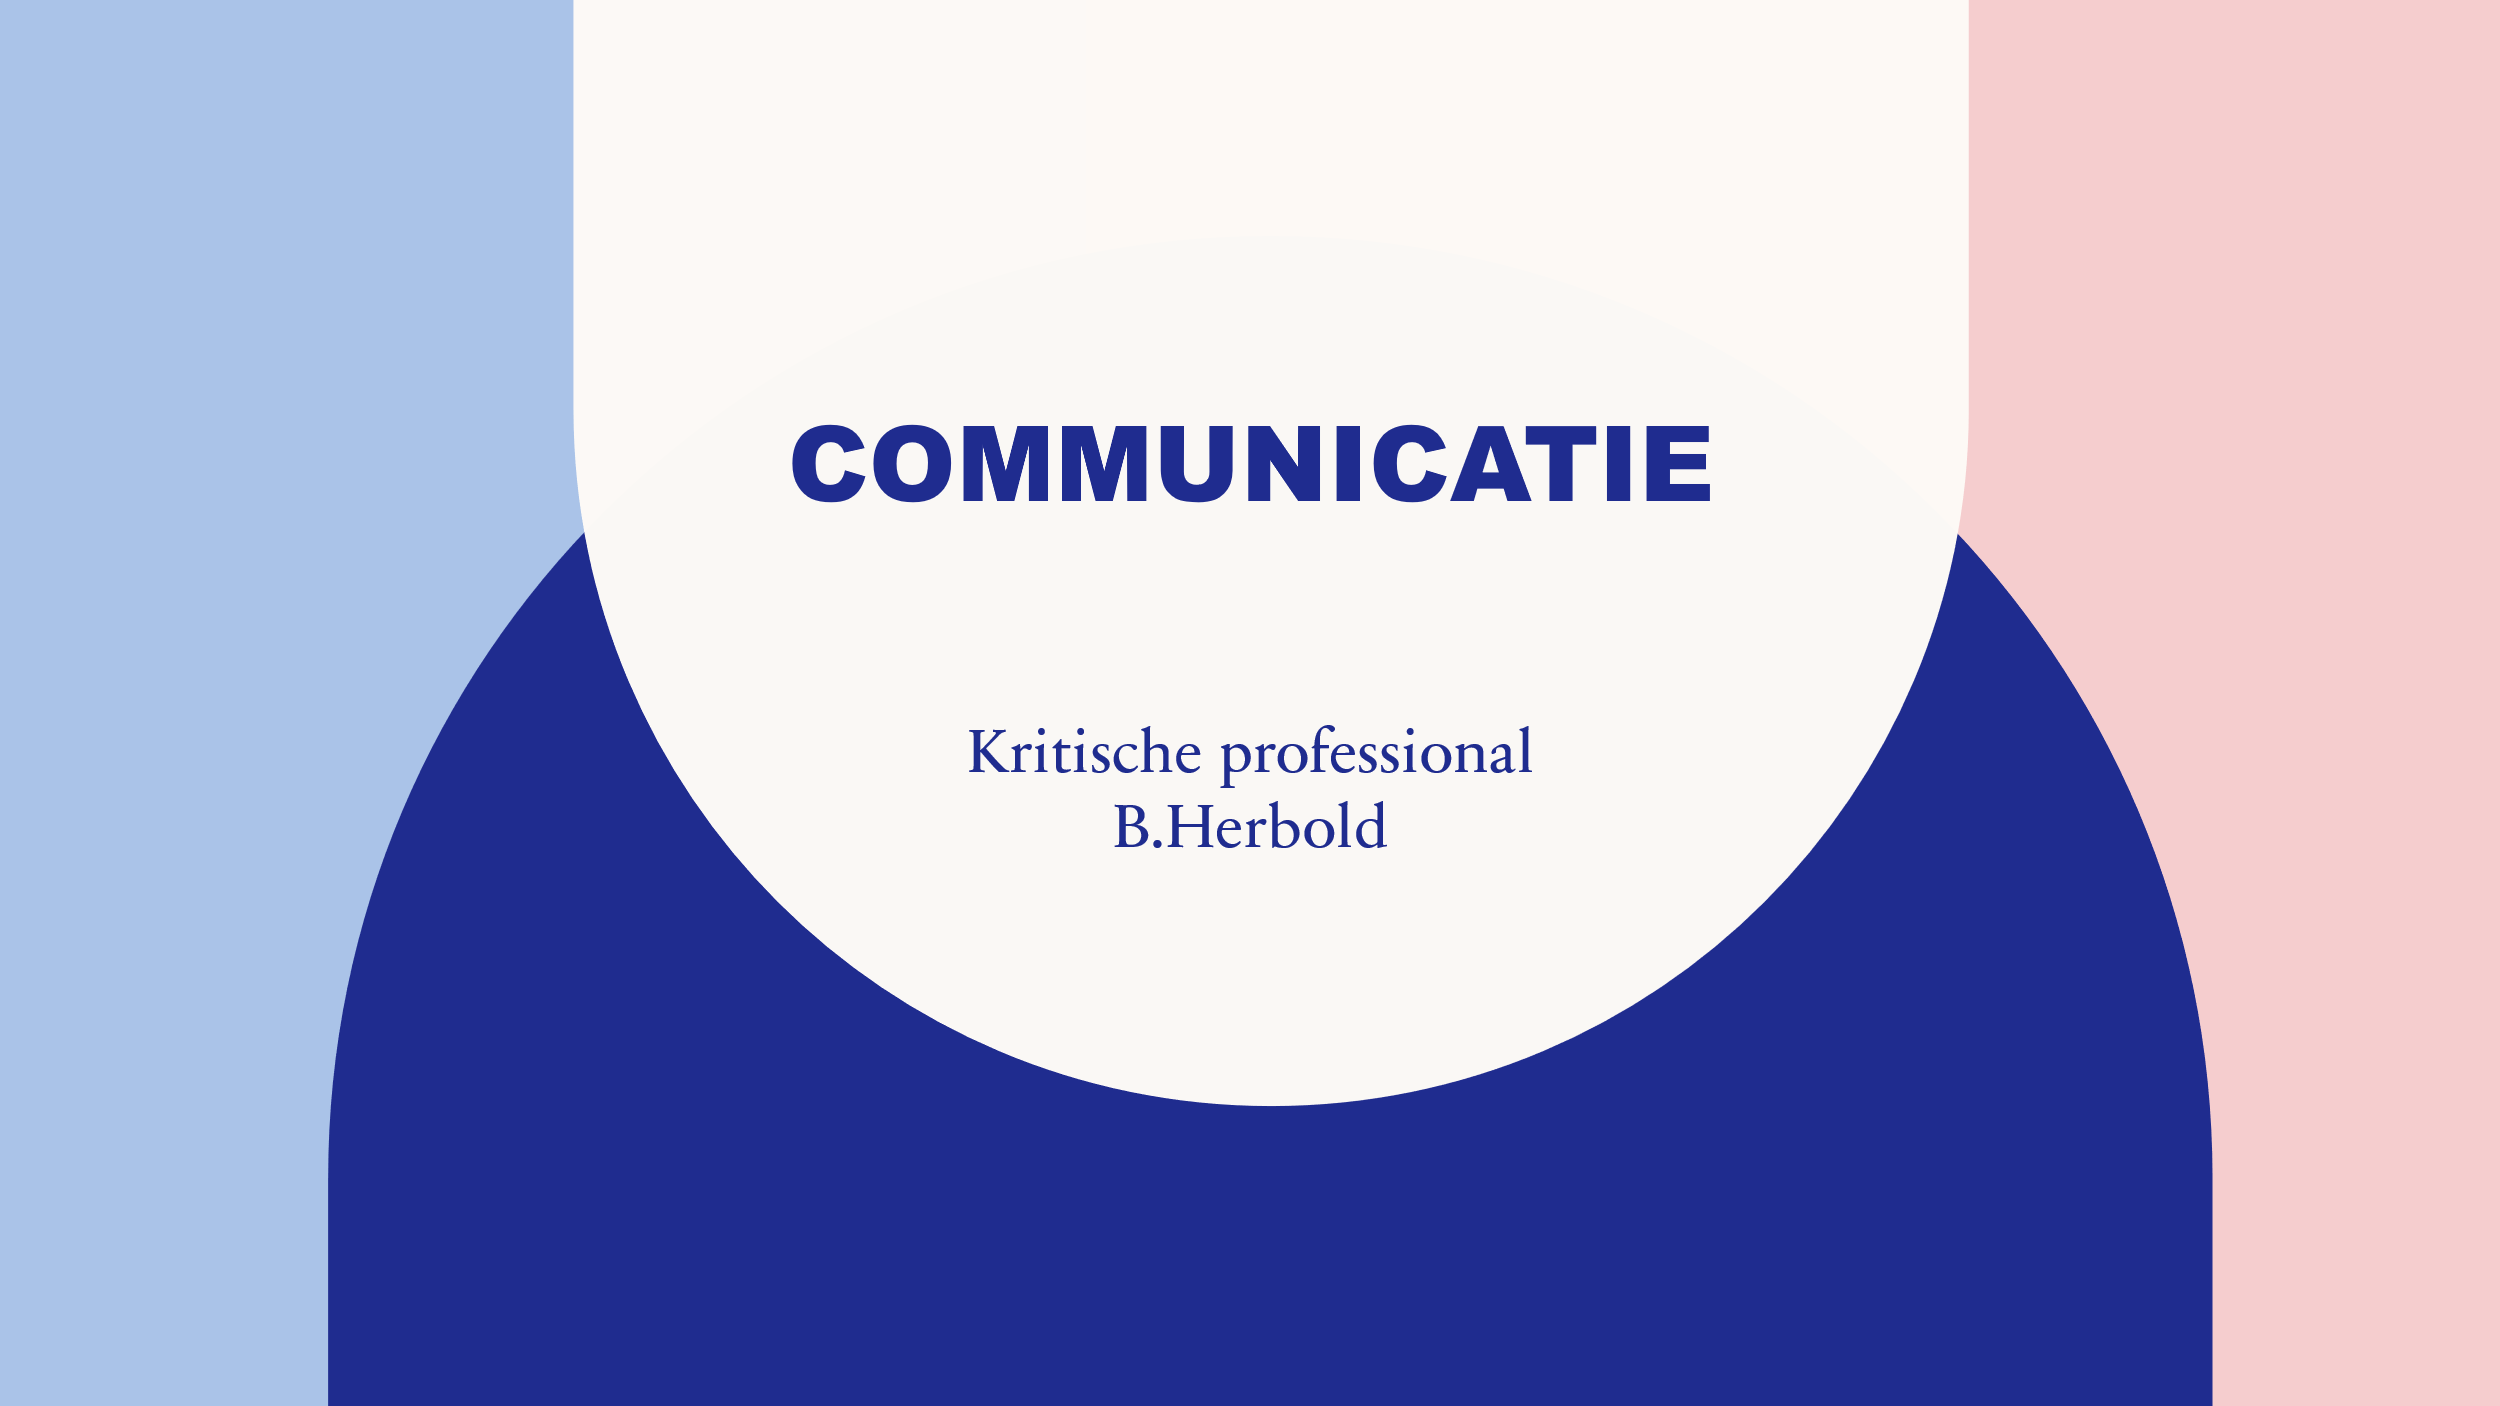 COMMUNICATIE
Kritische professional
B.Herbold